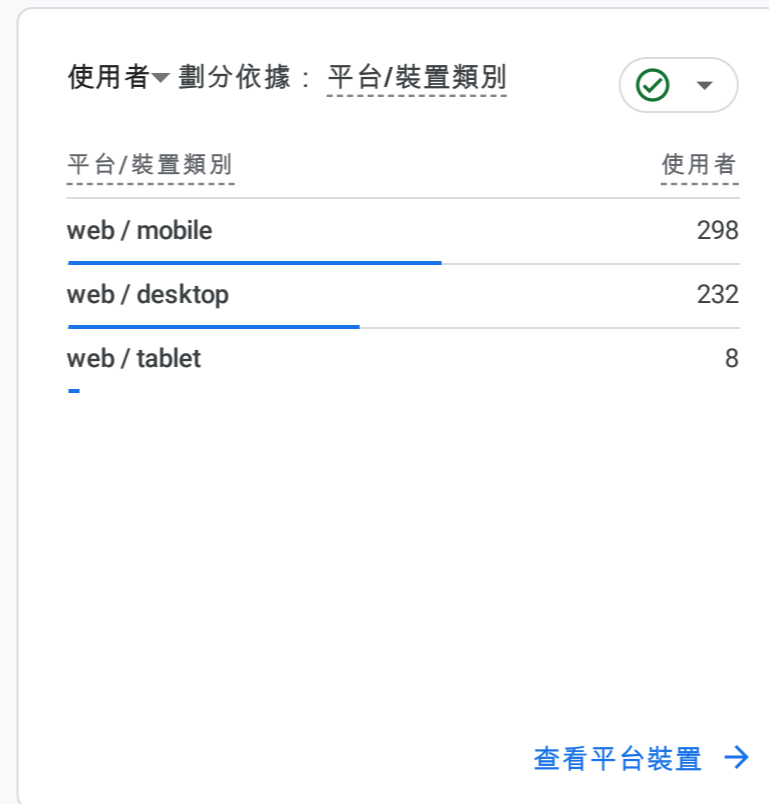 使用者 劃分依據： 平台/裝置類別
平台/裝置類別 使用者
web / mobile 298
web / desktop 232
web / tablet 8
查看平台裝置